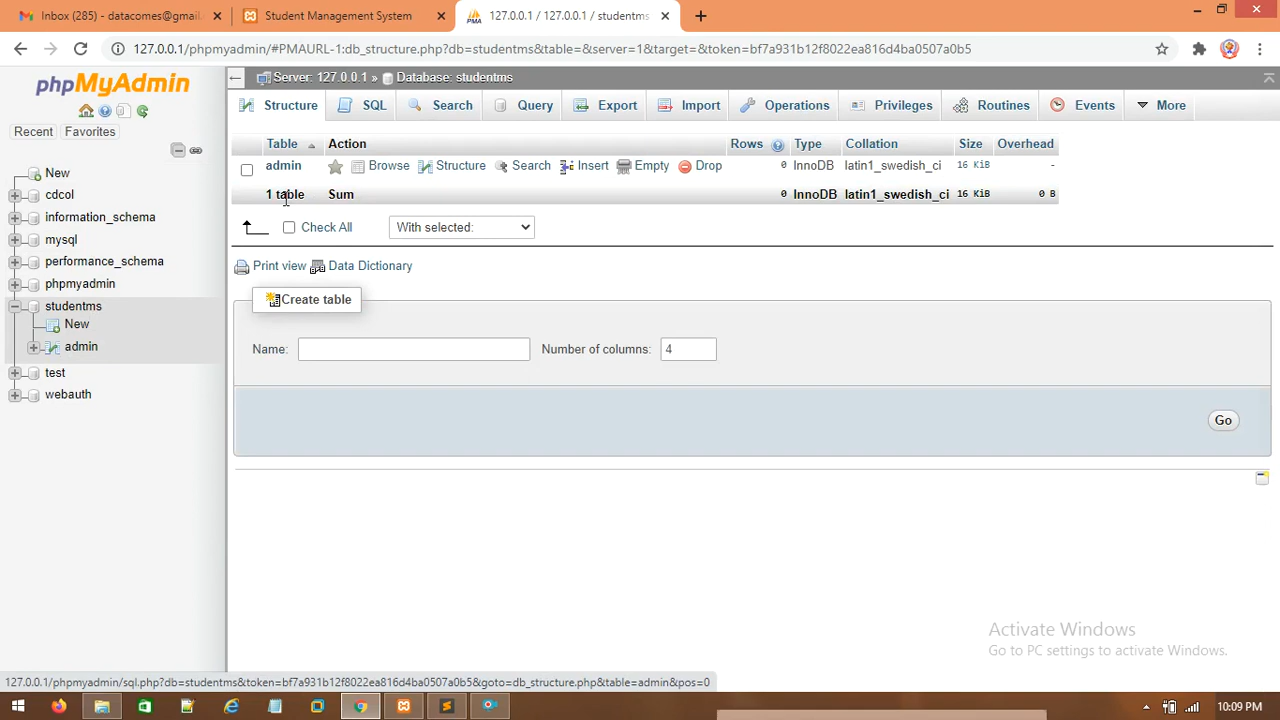 Inbox (285) - datacomes@gmail.
Student Management System
127.0.0.1 / 127.0.0.1 / studentms
127.0.0.1/phpmyadmin/#PMAURL-1:db_structure.php?db=studentms&table=&server=1&target=&token=bf7a931b12f8022ea816d4ba0507a0b5
phpMyAdmin
Recent Favorites
New
cdcol
information_schema
mysql
performance_schema
phpmyadmin
studentms
New
admin
test
webauth
Server: 127.0.0.1 » Database: studentms
Structure SQL Search Query Export Import Operations Privileges Routines Events More
Table Action Rows Type Collation Size Overhead
admin Browse Structure Search Insert Empty Drop 0 InnoDB latin1_swedish_ci 16 KiB -
1 table Sum 0 InnoDB latin1_swedish_ci 16 KiB 0 B
Check All With selected:
Print view Data Dictionary
Create table
Name: Number of columns: 4
Go
Activate Windows
Go to PC settings to activate Windows.
127.0.0.1/phpmyadmin/sql.php?db=studentms&token=bf7a931b12f8022ea816d4ba0507a0b5&goto=db_structure.php&table=admin&pos=0
10:09 PM